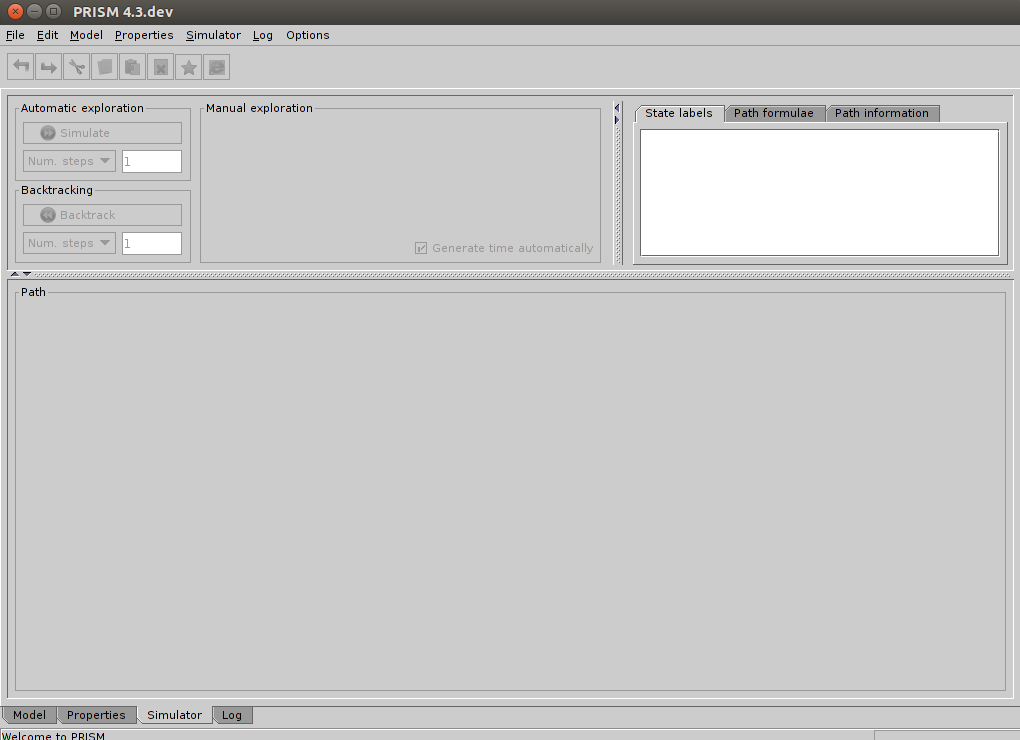 PRISM 4.3.dev
File Edit Model Properties Simulator Log Options
Automatic exploration
Simulate
Num. steps 1
Backtracking
Backtrack
Num. steps 1
Manual exploration
Generate time automatically
State labels Path formulae Path information
Path
Model Properties Simulator Log
Welcome to PRISM